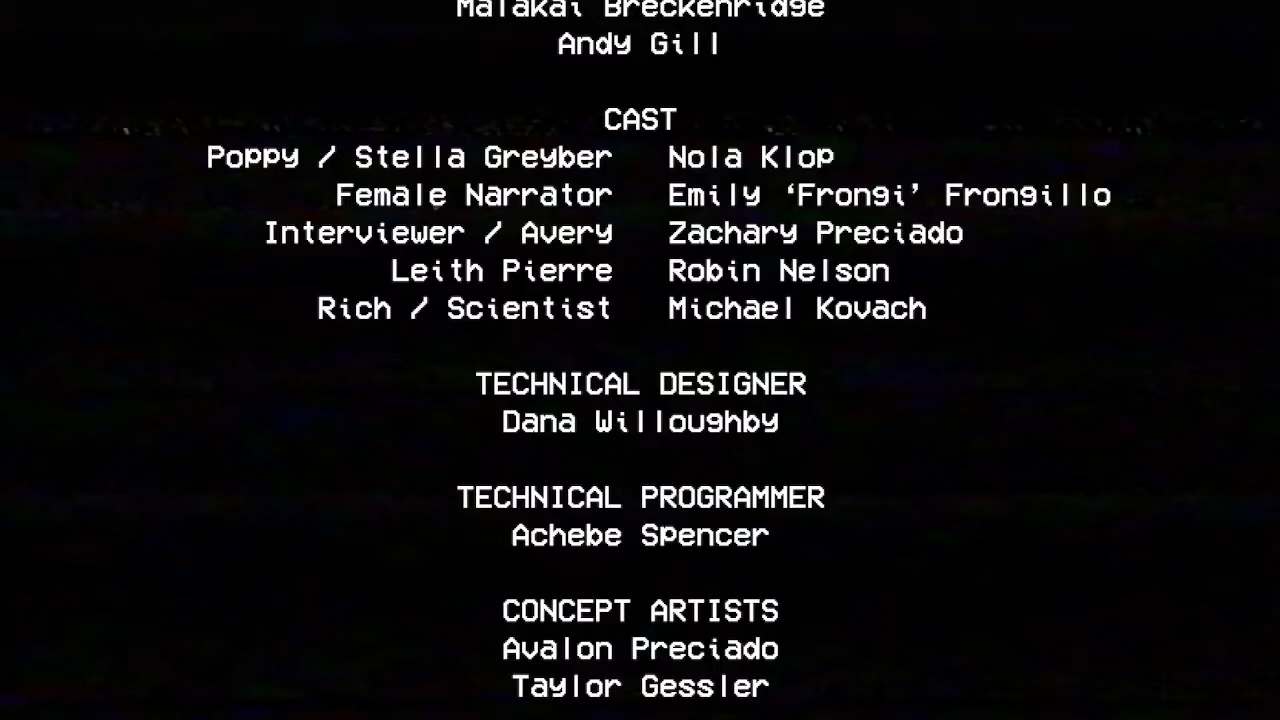 Malakai Breckenridge
Andy Gill
CAST
Poppy / Stella Greyber Nola Klop
Female Narrator Emily ‘Frongi’ Frongillo
Interviewer / Avery Zachary Preciado
Leith Pierre Robin Nelson
Rich / Scientist Michael Kovach
TECHNICAL DESIGNER
Dana Willoughby
TECHNICAL PROGRAMMER
Achebe Spencer
CONCEPT ARTISTS
Avalon Preciado
Taylor Gessler